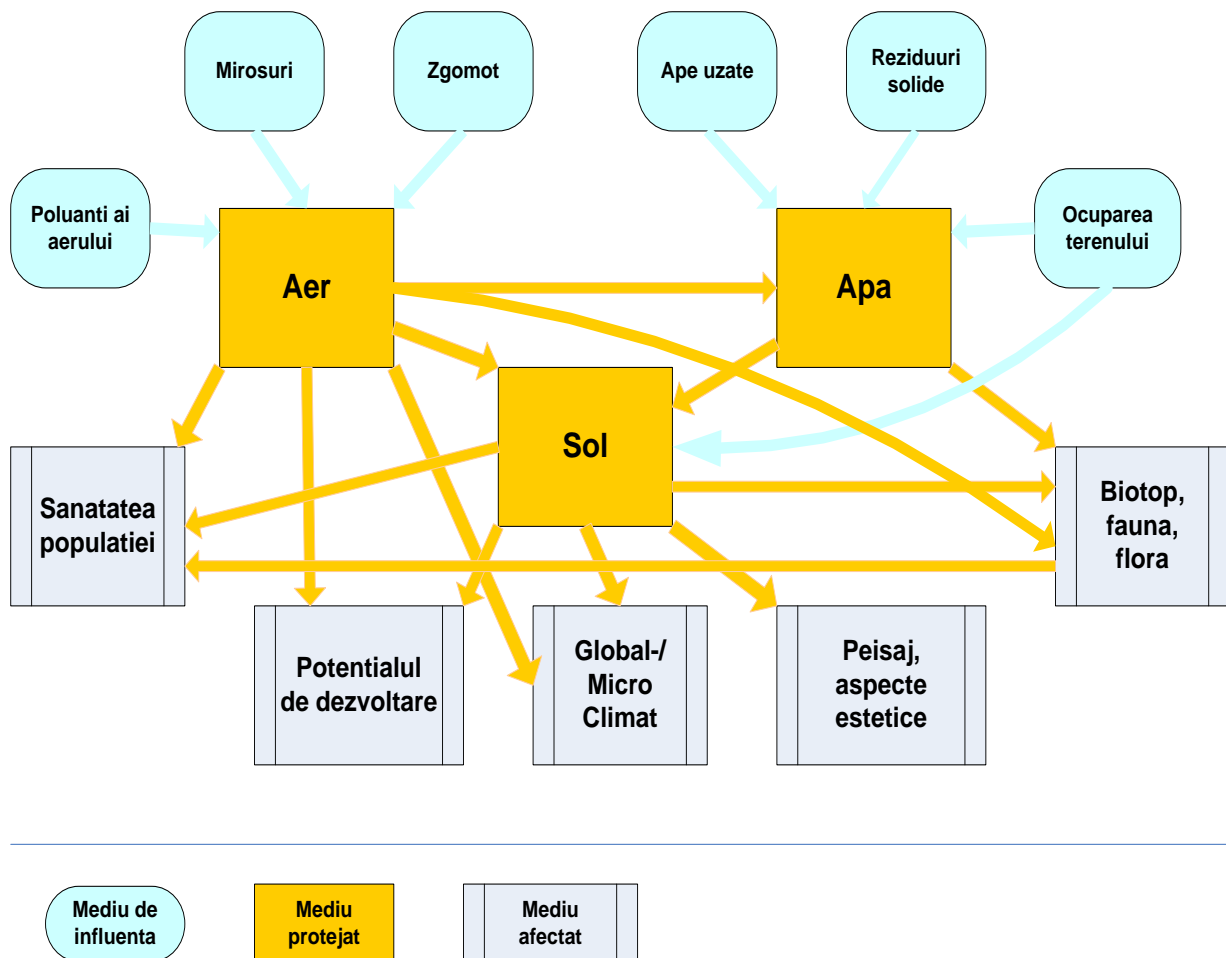 Mirosuri
Zgomot
Ape uzate
Reziduuri
solide
Poluanti ai
aerului
Ocuparea
terenului
Aer
Apa
Sol
Sanatatea
populatiei
Biotop,
fauna,
flora
Potentialul
de dezvoltare
Global-/
Micro
Climat
Peisaj,
aspecte
estetice
Mediu de
influenta
Mediu
protejat
Mediu
afectat